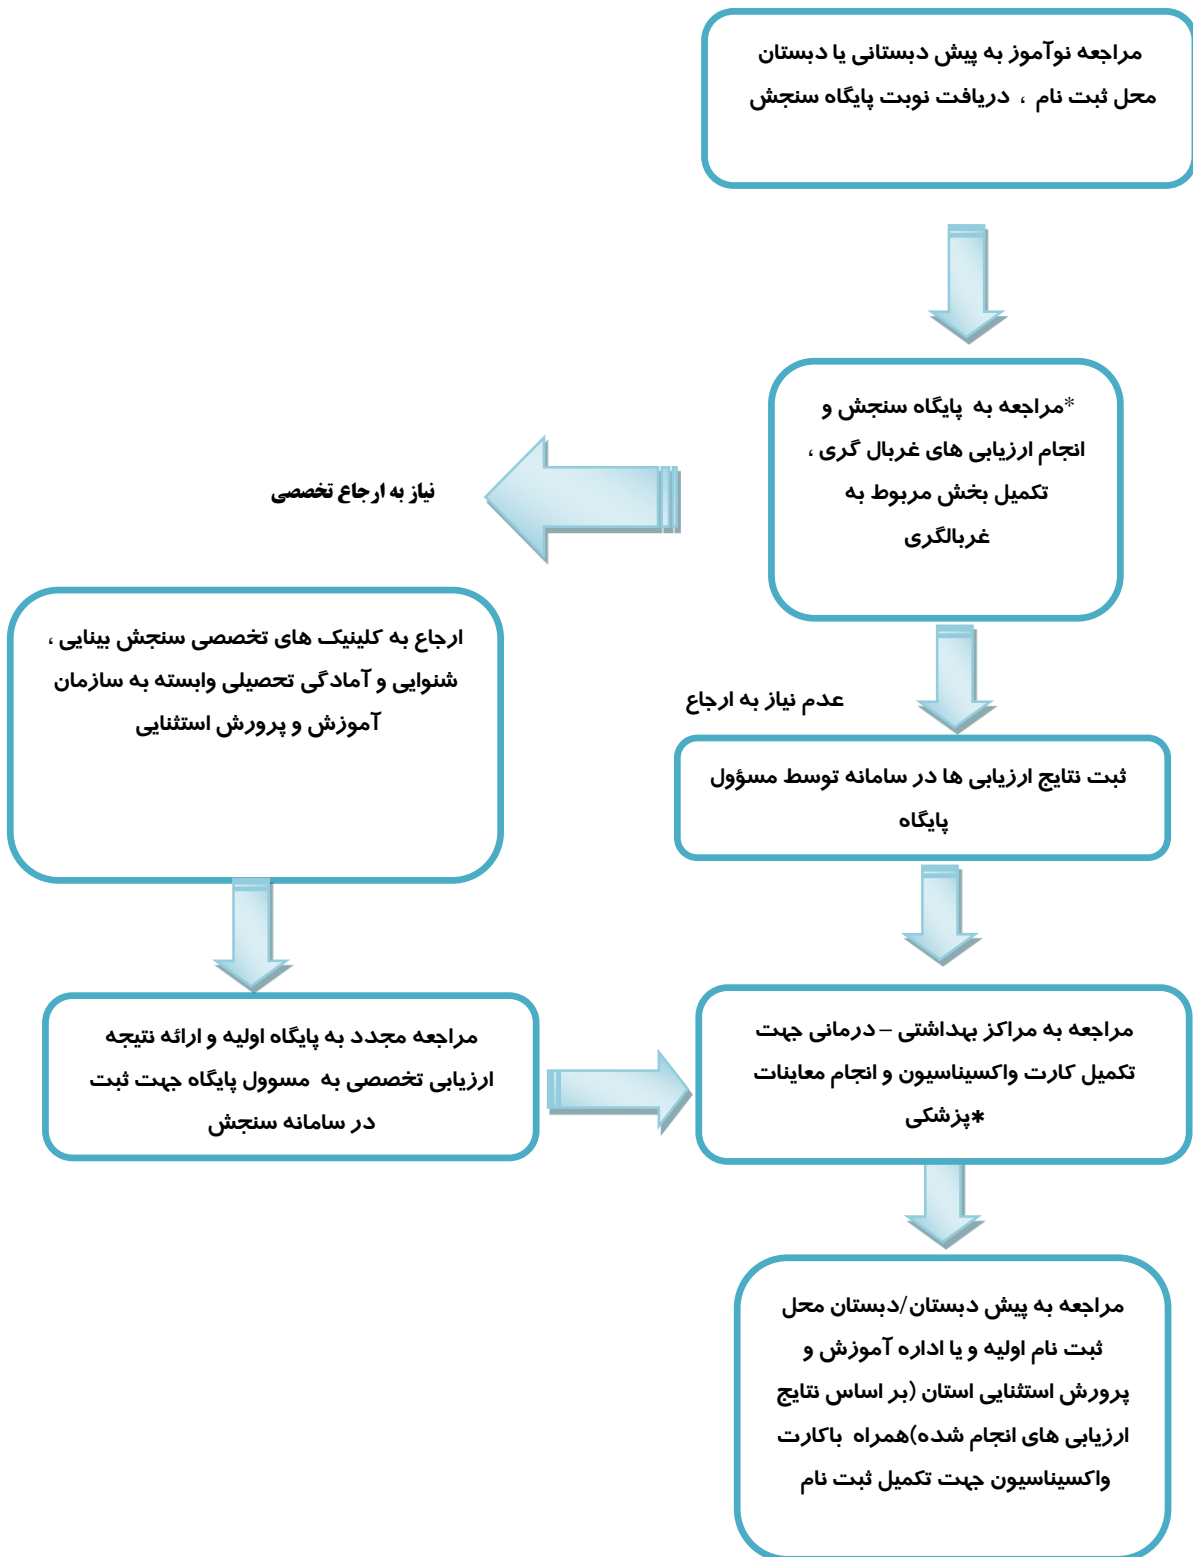 مراجعه نوآموز به پیش دبستانی یا دبستان
محل ثبت نام ، دریافت نوبت پایگاه سنجش
*مراجعه به پایگاه سنجش و
انجام ارزیابی های غربال گری ،
تکمیل بخش مربوط به
غربالگری
نیاز به ارجاع تخصصی
ارجاع به کلینیک های تخصصی سنجش بینایی ،
شنوایی و آمادگی تحصیلی وابسته به سازمان
آموزش و پرورش استثنایی
عدم نیاز به ارجاع
ثبت نتایج ارزیابی ها در سامانه توسط مسؤول
پایگاه
مراجعه مجدد به پایگاه اولیه و ارائه نتیجه
ارزیابی تخصصی به مسوول پایگاه جهت ثبت
در سامانه سنجش
مراجعه به مراکز بهداشتی – درمانی جهت
تکمیل کارت واکسیناسیون و انجام معاینات
پزشکی*
مراجعه به پیش دبستان/دبستان محل
ثبت نام اولیه و یا اداره آموزش و
پرورش استثنایی استان (بر اساس نتایج
ارزیابی های انجام شده)همراه باکارت
واکسیناسیون جهت تکمیل ثبت نام